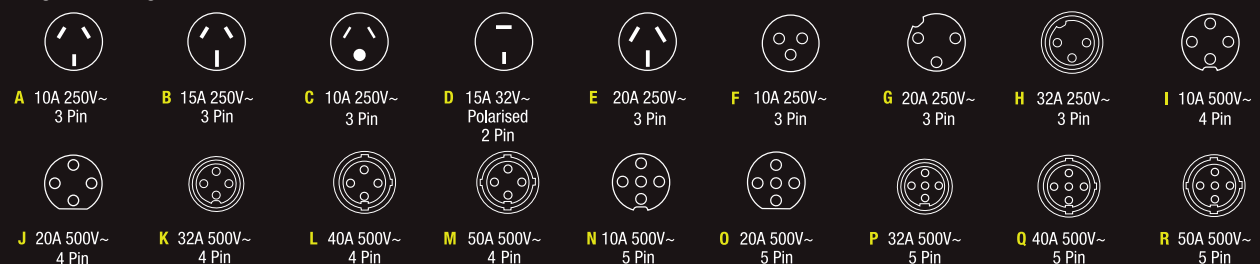 A 10A 250V~
3 Pin
B 15A 250V~
3 Pin
C 10A 250V~
3 Pin
D 15A 32V~
Polarised
2 Pin
E 20A 250V~
3 Pin
F 10A 250V~
3 Pin
G 20A 250V~
3 Pin
H 32A 250V~
3 Pin
I 10A 500V~
4 Pin
J 20A 500V~
4 Pin
K 32A 500V~
4 Pin
L 40A 500V~
4 Pin
M 50A 500V~
4 Pin
N 10A 500V~
5 Pin
O 20A 500V~
5 Pin
P 32A 500V~
5 Pin
Q 40A 500V~
5 Pin
R 50A 500V~
5 Pin